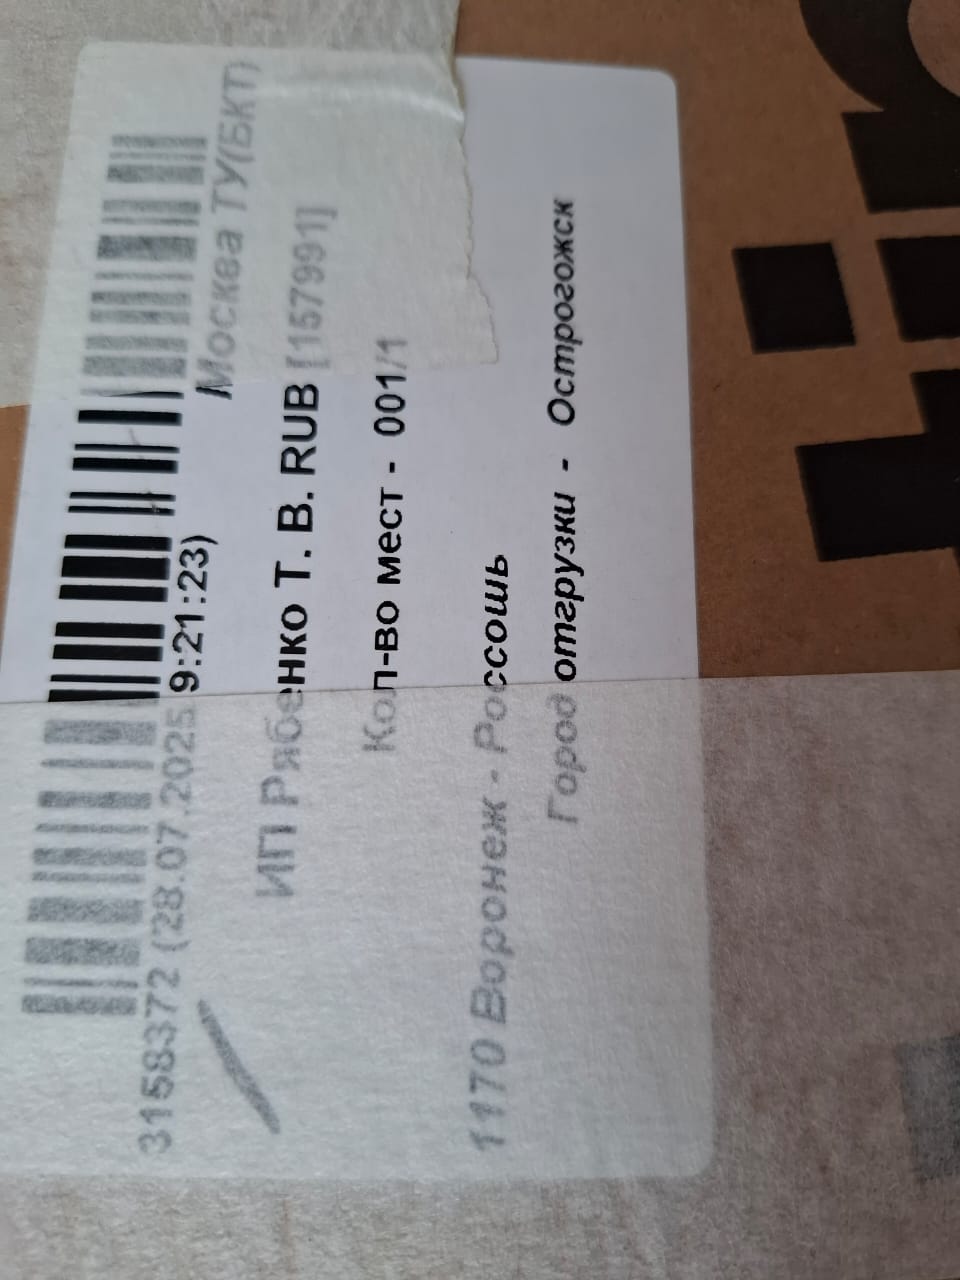 3158372 (28.07.2025 9:21:23)
Москва ТУ(БКТ)
ИП Рябенко Т. В. RUB [157991]
Кол-во мест - 001/1
1170 Воронеж - Россошь
Город отгрузки - Острогожск